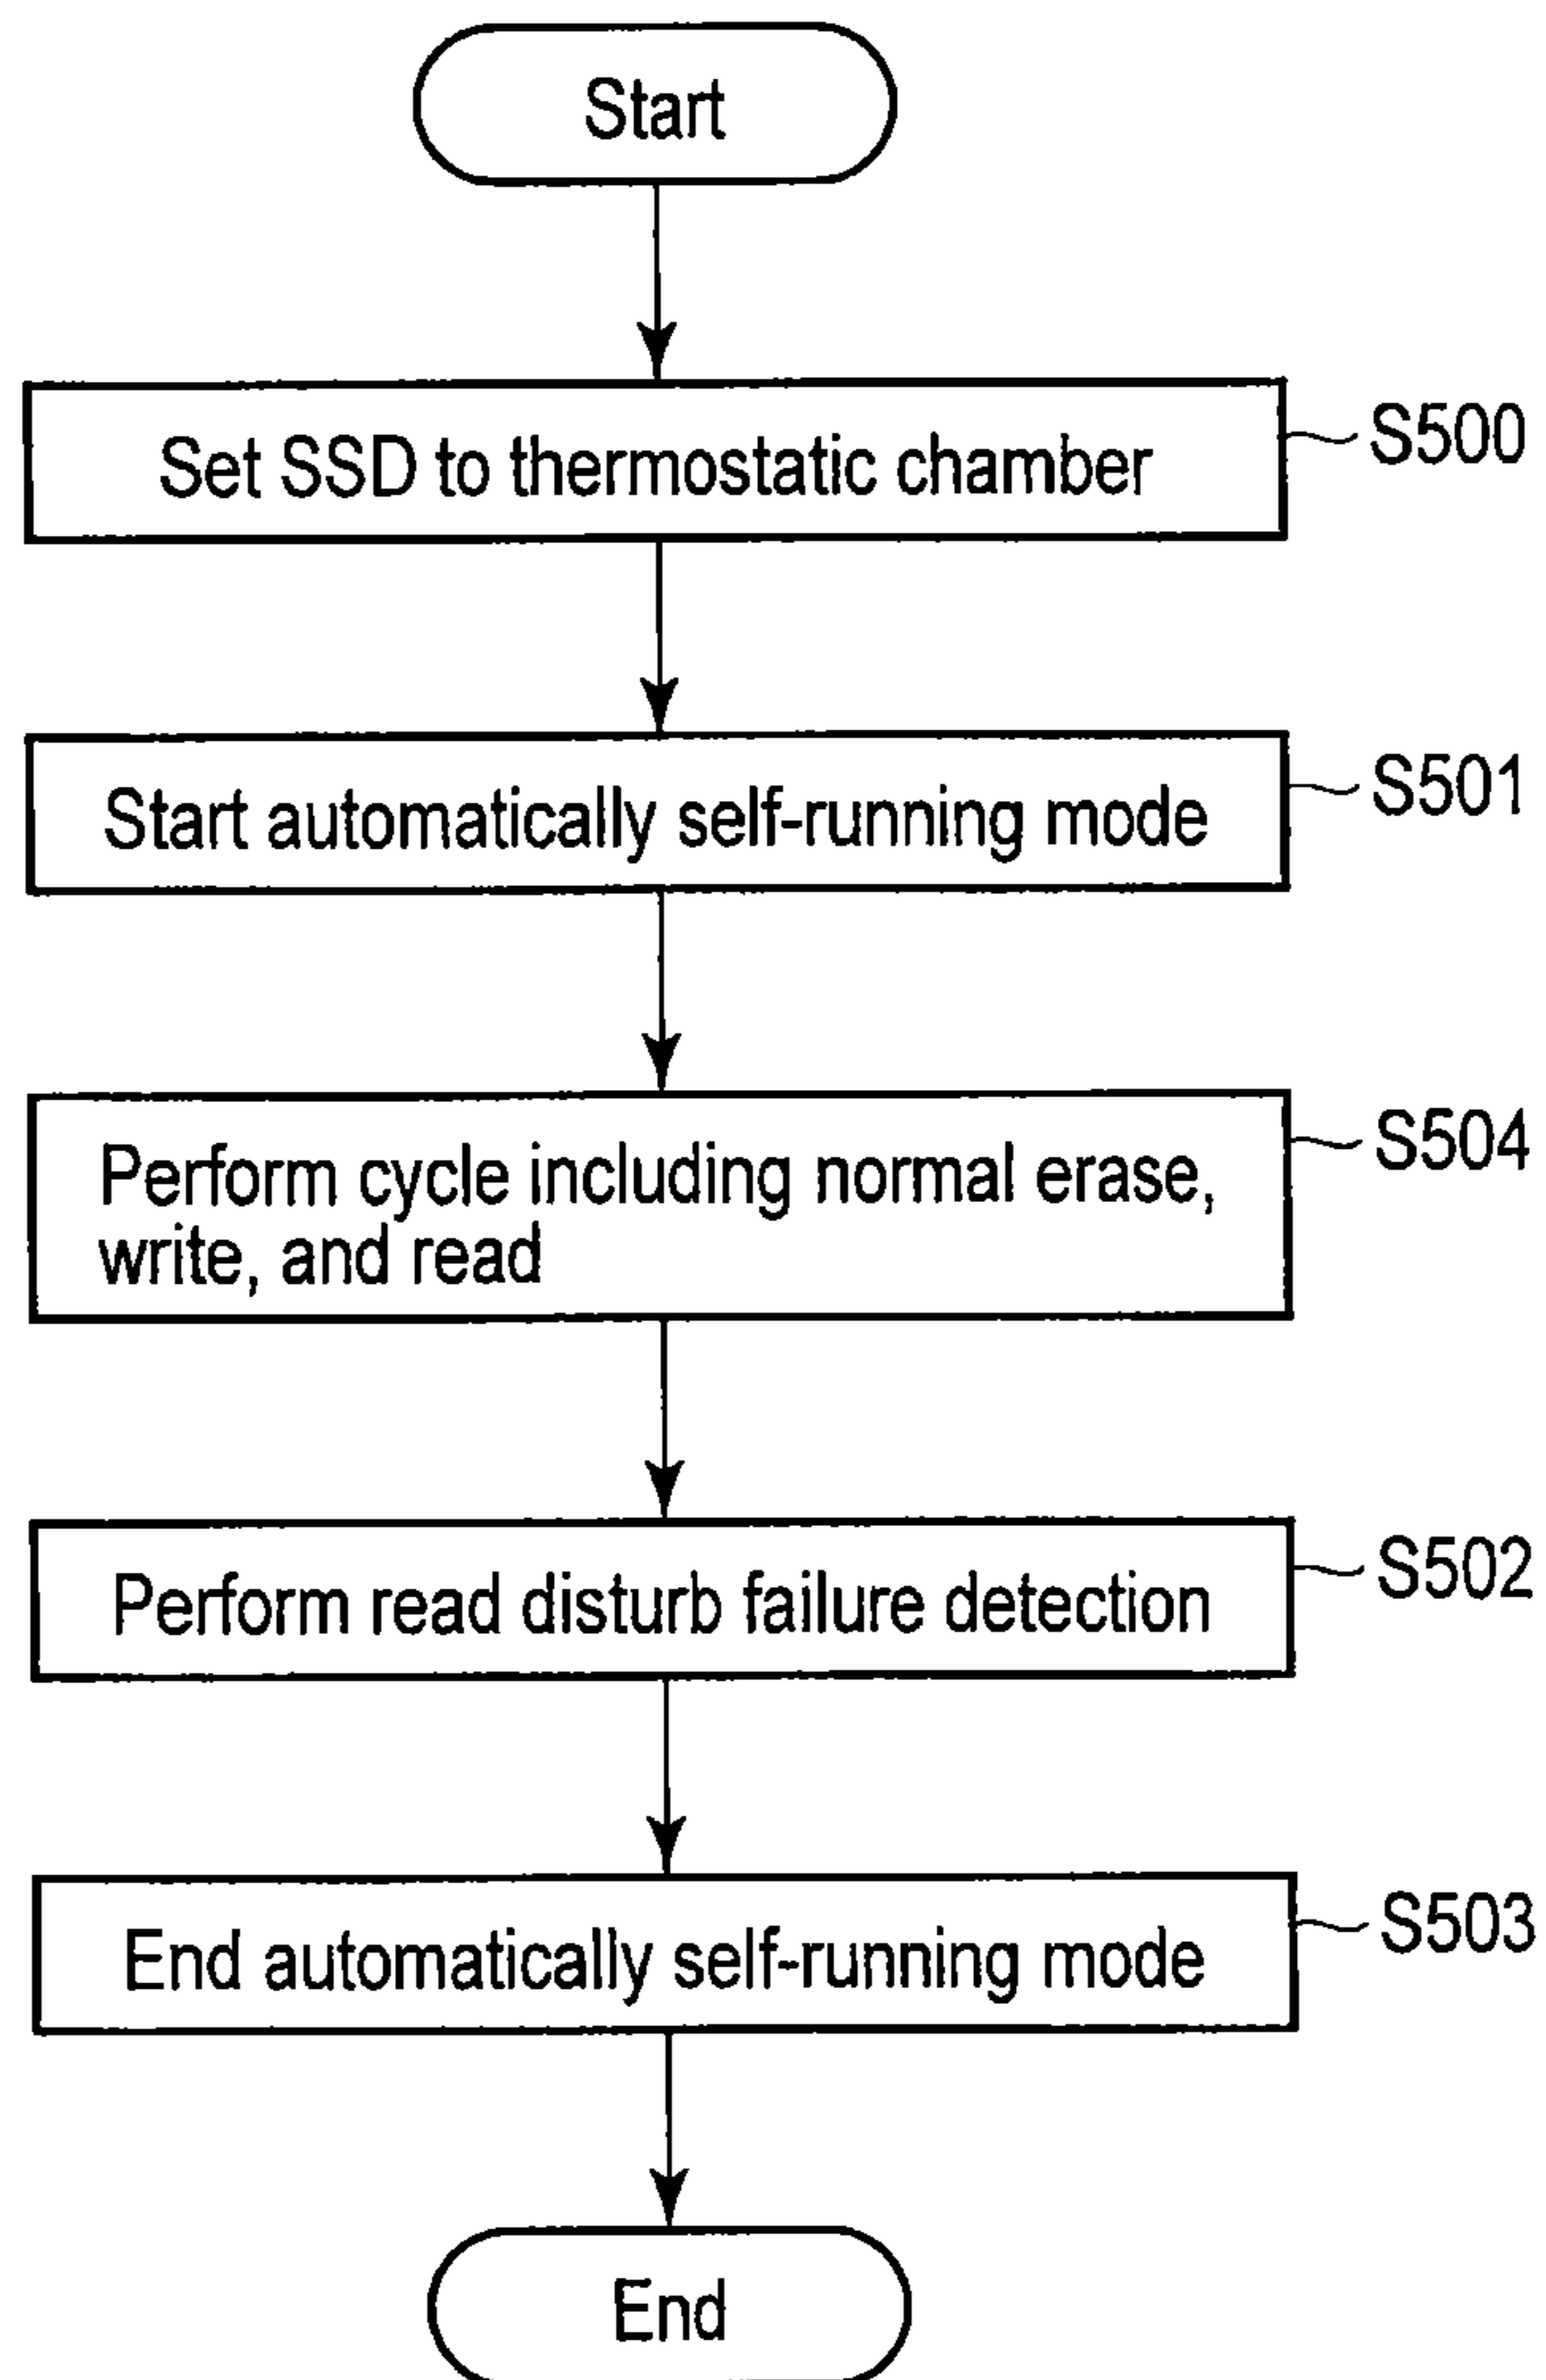 Start
Set SSD to thermostatic chamber
S500
Start automatically self-running mode
S501
Perform cycle including normal erase,
write, and read
S504
Perform read disturb failure detection
S502
End automatically self-running mode
S503
End